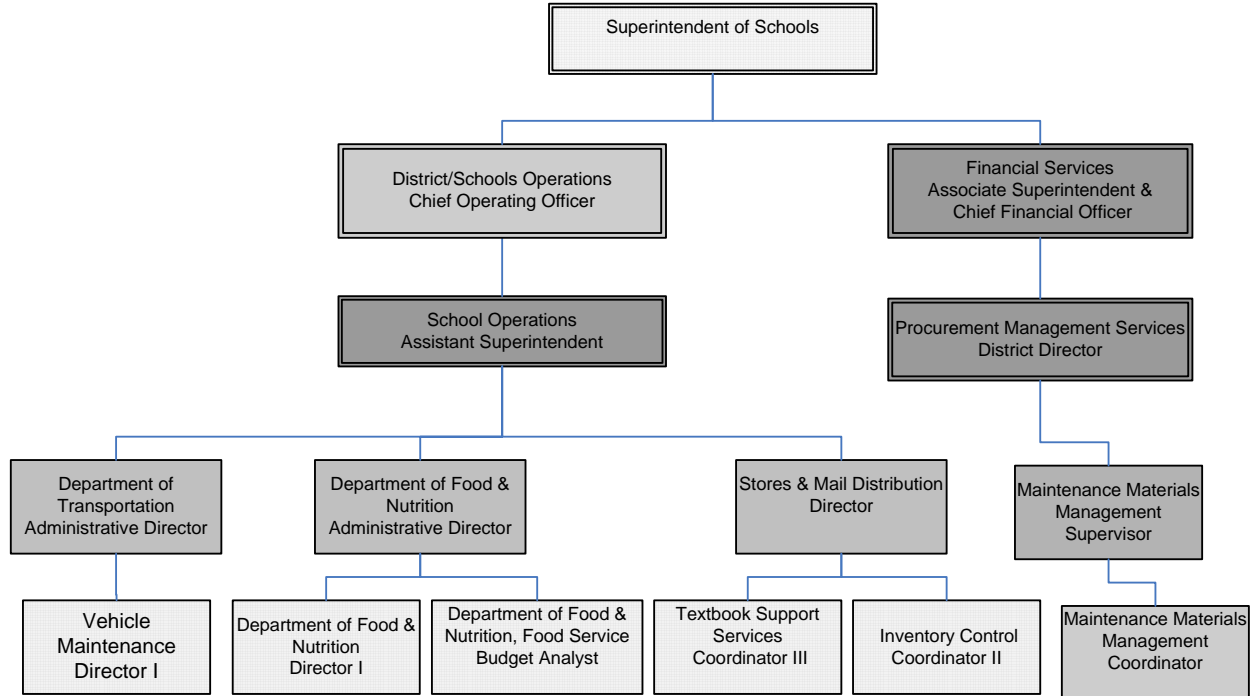 Superintendent of Schools
District/Schools Operations
Chief Operating Officer
Financial Services
Associate Superintendent &
Chief Financial Officer
School Operations
Assistant Superintendent
Procurement Management Services
District Director
Department of
Transportation
Administrative Director
Department of Food &
Nutrition
Administrative Director
Stores & Mail Distribution
Director
Maintenance Materials
Management
Supervisor
Vehicle
Maintenance
Director I
Department of Food &
Nutrition
Director I
Department of Food &
Nutrition, Food Service
Budget Analyst
Textbook Support
Services
Coordinator III
Inventory Control
Coordinator II
Maintenance Materials
Management
Coordinator